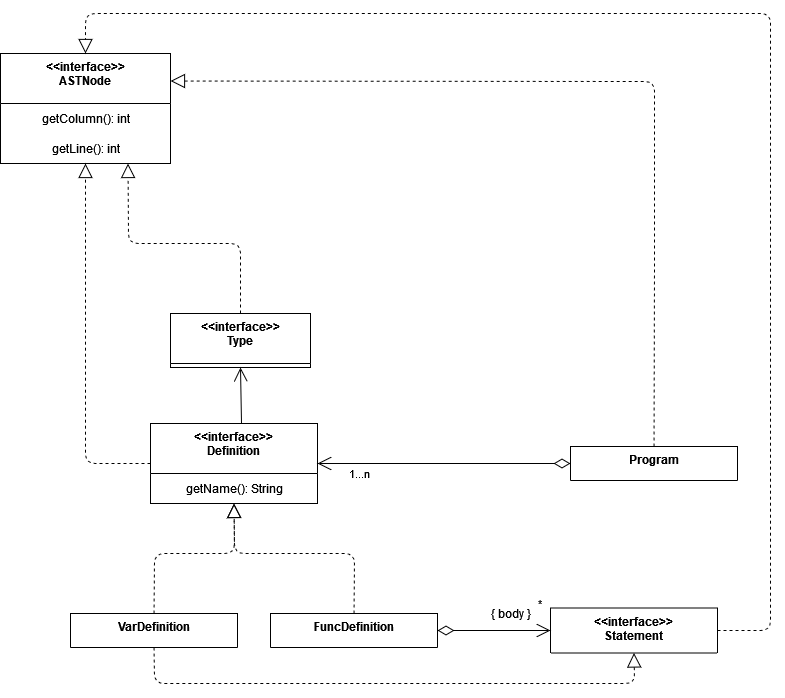 <<interface>>
ASTNode
getColumn(): int
getLine(): int
<<interface>>
Type
<<interface>>
Definition
getName(): String
1...n
Program
VarDefinition
FuncDefinition
{ body }
*
<<interface>>
Statement